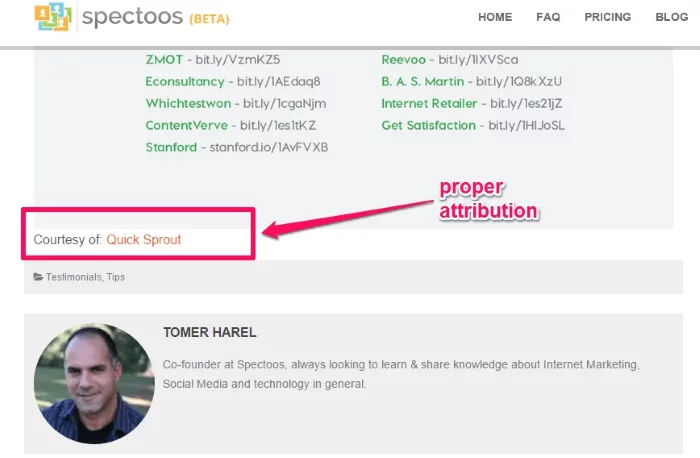 spectoos (BETA)
HOME FAQ PRICING BLOG
ZMOT - bit.ly/VzmKZ5
Econsultancy - bit.ly/1AEdaq8
Whichtestwon - bit.ly/1cgaNjm
ContentVerve - bit.ly/1es1tKZ
Stanford - stanford.io/1AvFVXB
Reevoo - bit.ly/1IXVSca
B. A. S. Martin - bit.ly/1Q8kXzU
Internet Retailer - bit.ly/1es21jZ
Get Satisfaction - bit.ly/1HIJoSL
proper
attribution
Courtesy of: Quick Sprout
Testimonials, Tips
TOMER HAREL
Co-founder at Spectoos, always looking to learn & share knowledge about Internet Marketing,
Social Media and technology in general.